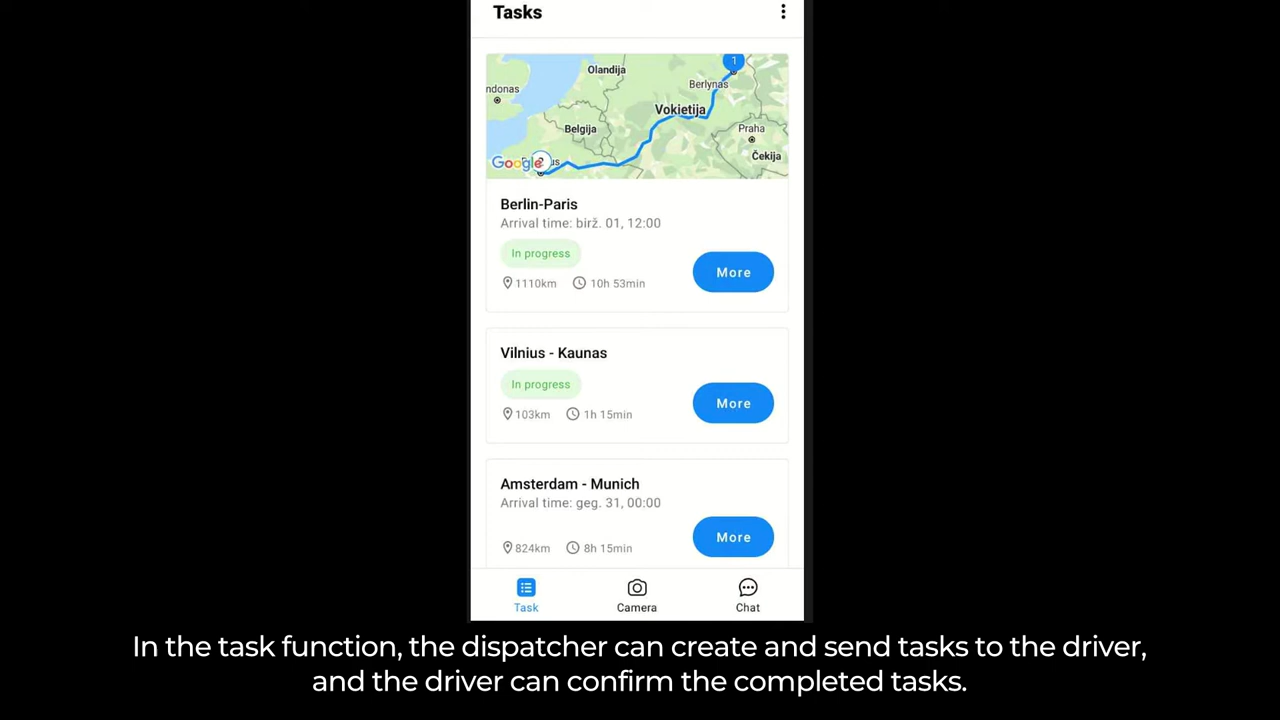 Tasks
1
Olandija
Berlynas
ndonas
Vokietija
Belgija
Praha
Čekija
Google
Berlin-Paris
Arrival time: birž. 01, 12:00
In progress
More
1110km 10h 53min
Vilnius - Kaunas
In progress
More
103km 1h 15min
Amsterdam - Munich
Arrival time: geg. 31, 00:00
More
824km 8h 15min
Task Camera Chat
In the task function, the dispatcher can create and send tasks to the driver,
and the driver can confirm the completed tasks.